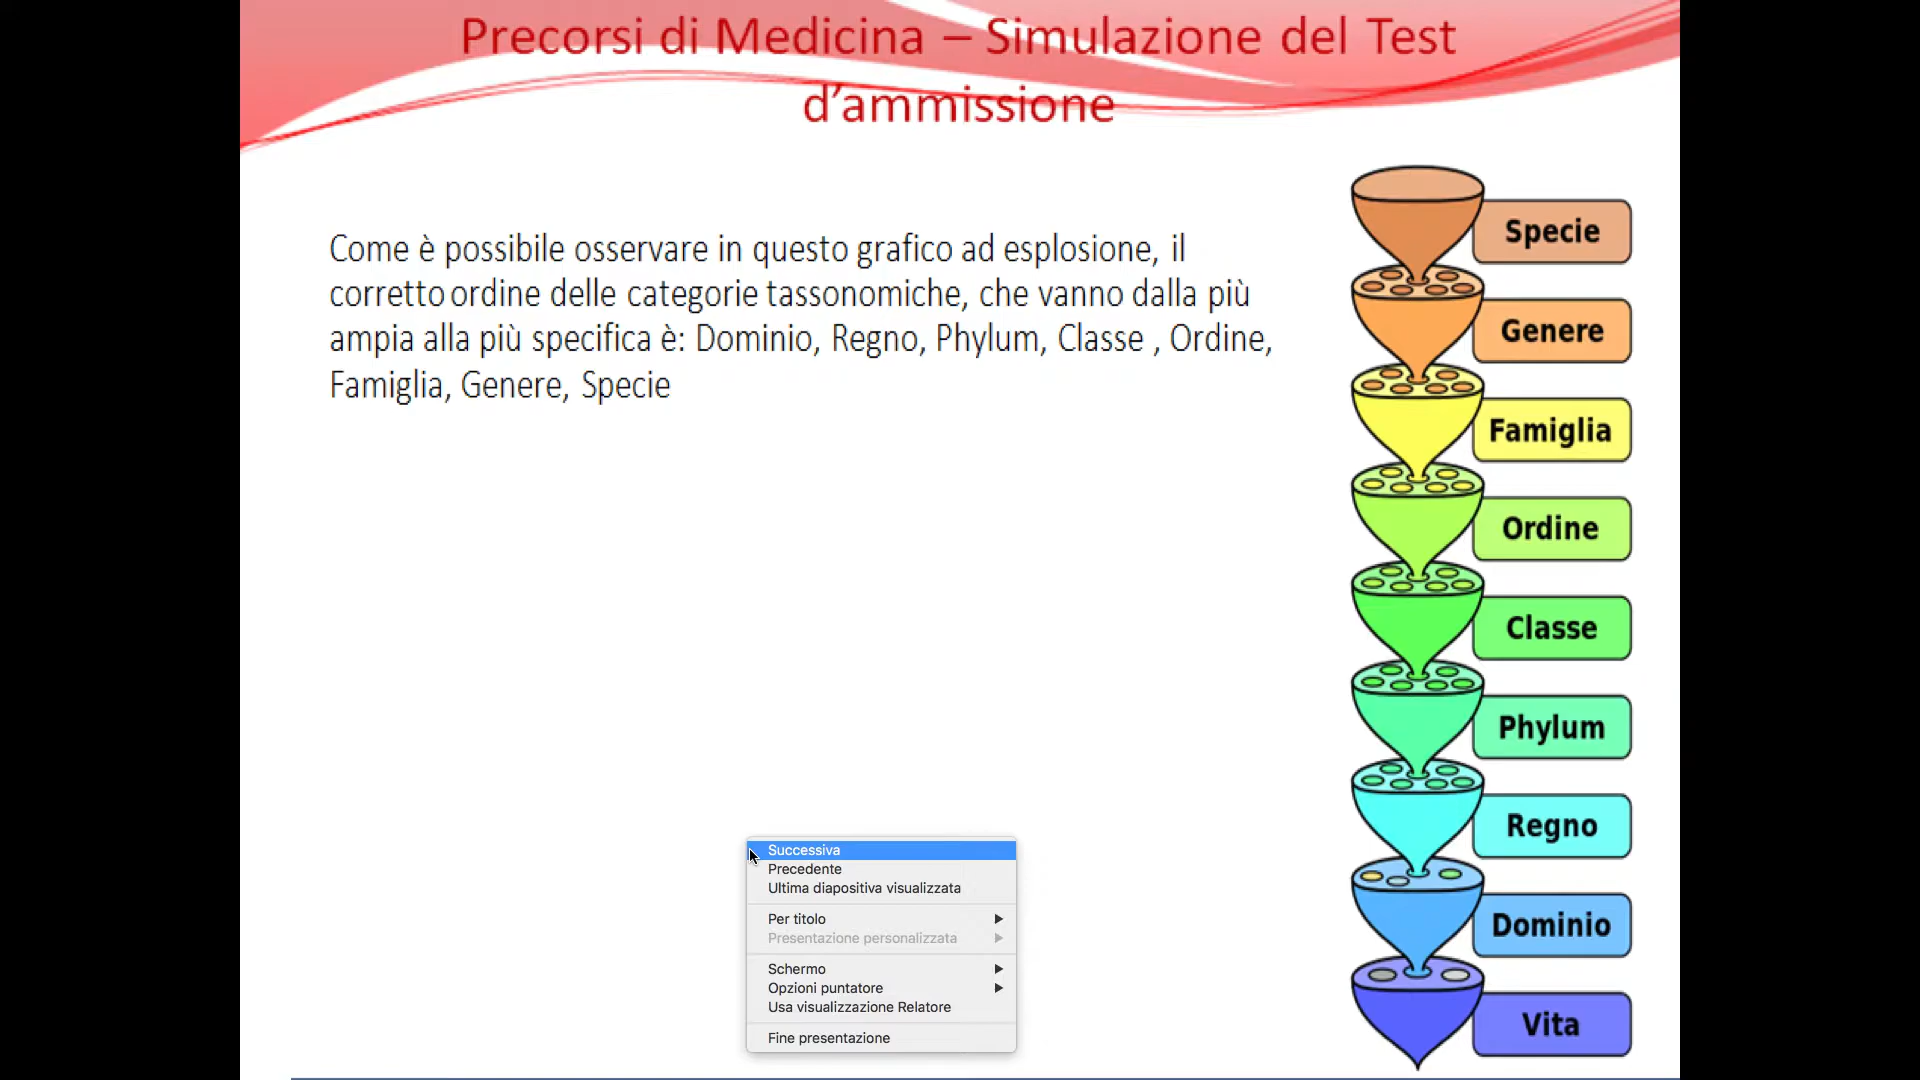 Precorsi di Medicina – Simulazione del Test
d’ammissione
Come è possibile osservare in questo grafico ad esplosione, il
corretto ordine delle categorie tassonomiche, che vanno dalla più
ampia alla più specifica è: Dominio, Regno, Phylum, Classe , Ordine,
Famiglia, Genere, Specie
Specie
Genere
Famiglia
Ordine
Classe
Phylum
Regno
Dominio
Vita
Successiva
Precedente
Ultima diapositiva visualizzata
Per titolo
Presentazione personalizzata
Schermo
Opzioni puntatore
Usa visualizzazione Relatore
Fine presentazione